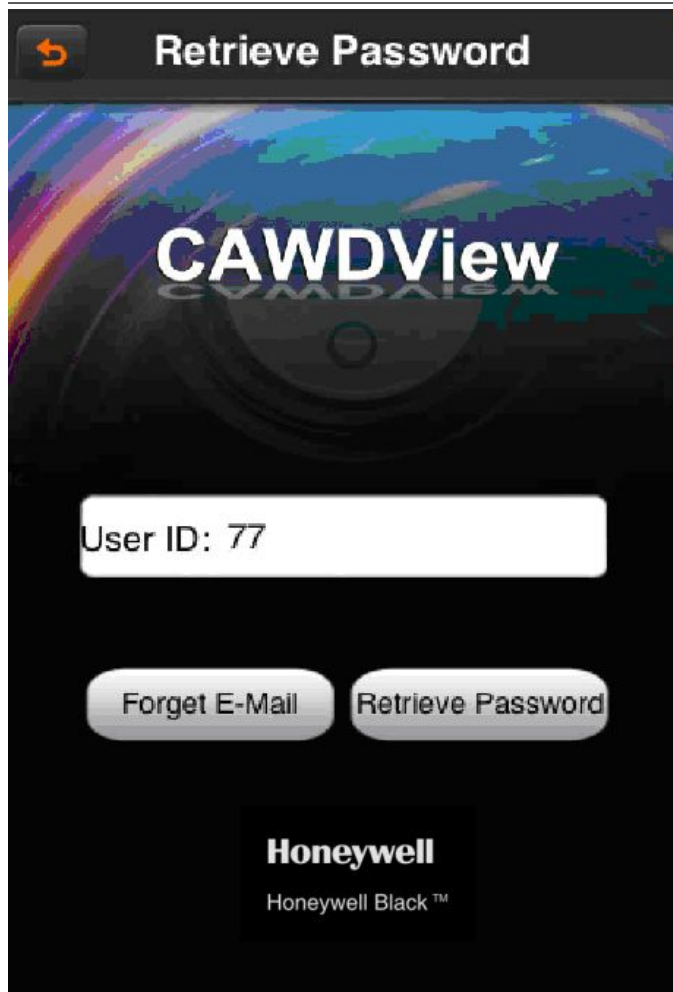 Retrieve Password
CAWDView
User ID: 77
Forget E-Mail Retrieve Password
Honeywell
Honeywell Black ™